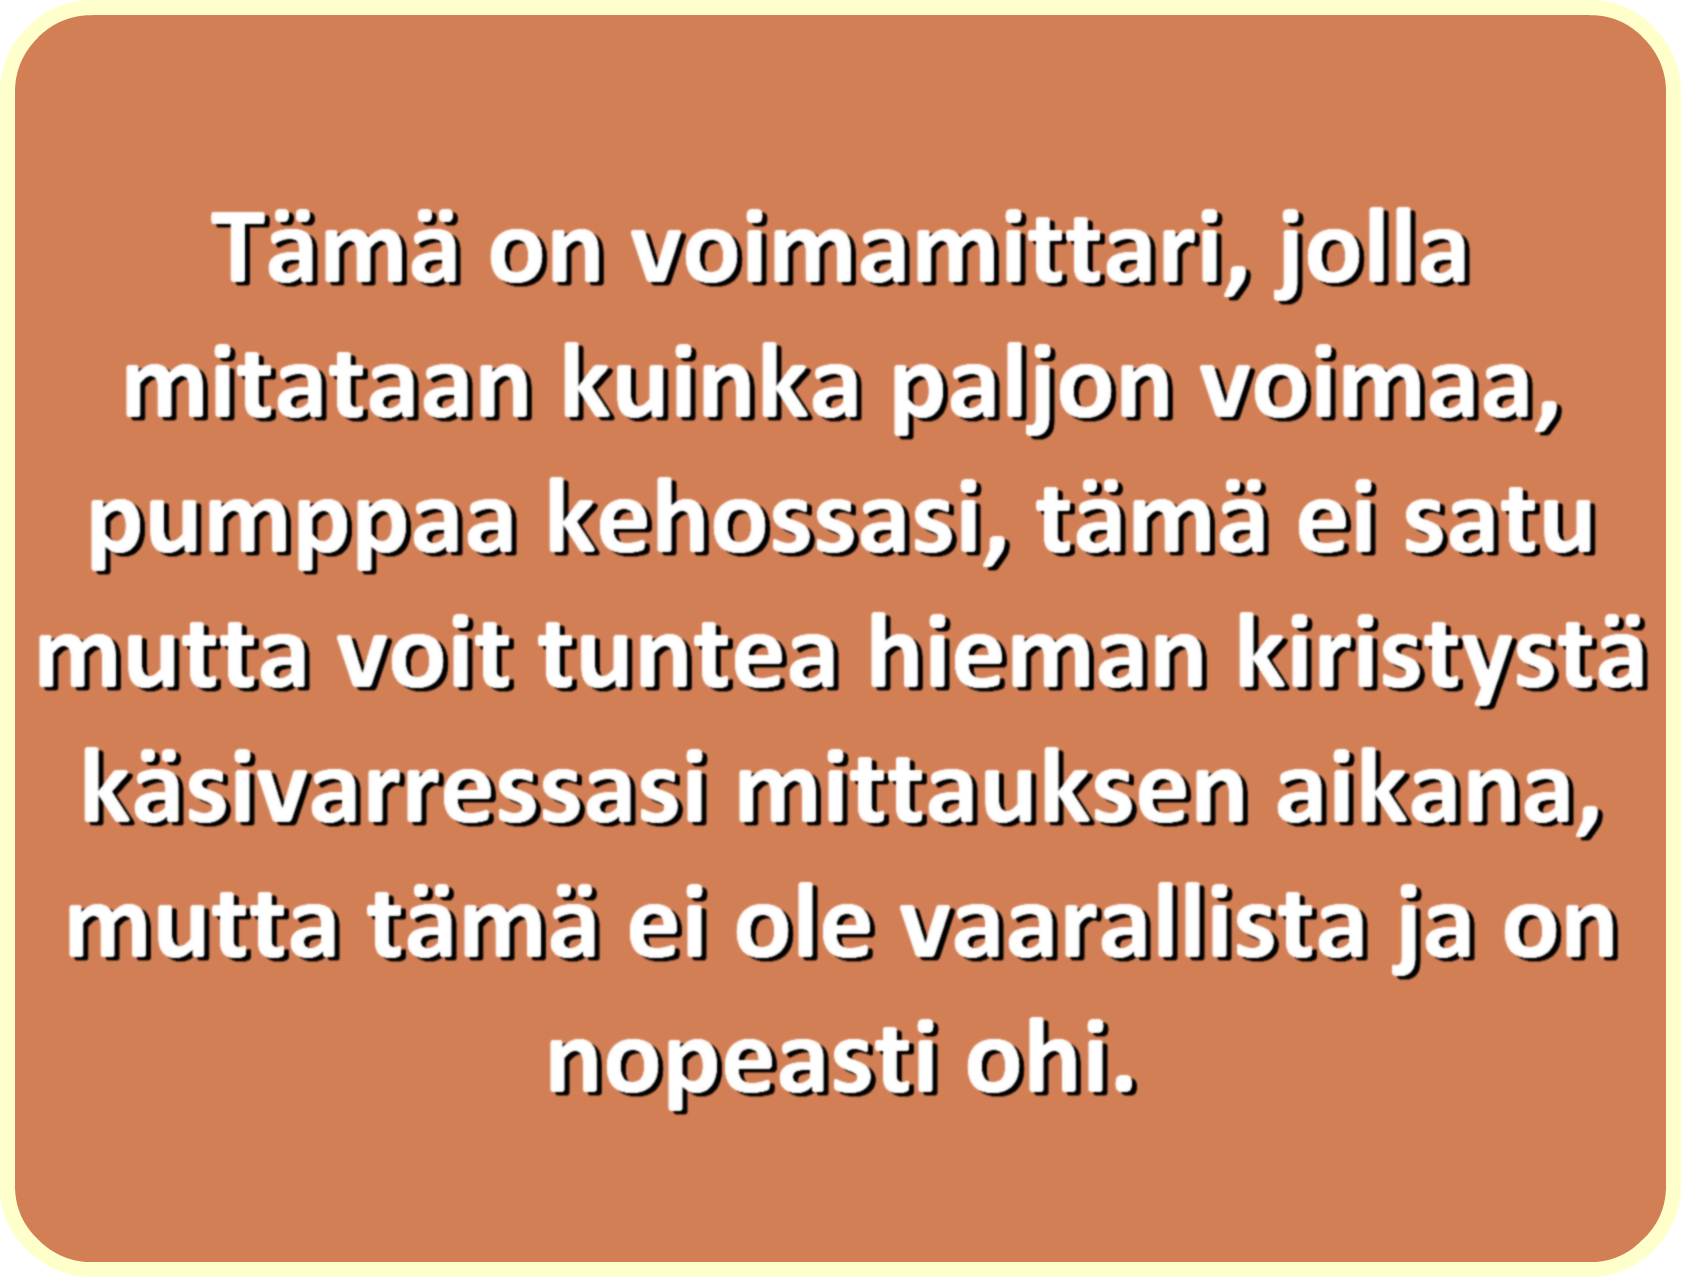 Tämä on voimamittari, jolla
mitataan kuinka paljon voimaa,
pumppaa kehossasi, tämä ei satu
mutta voit tuntea hieman kiristystä
käsivarressasi mittauksen aikana,
mutta tämä ei ole vaarallista ja on
nopeasti ohi.